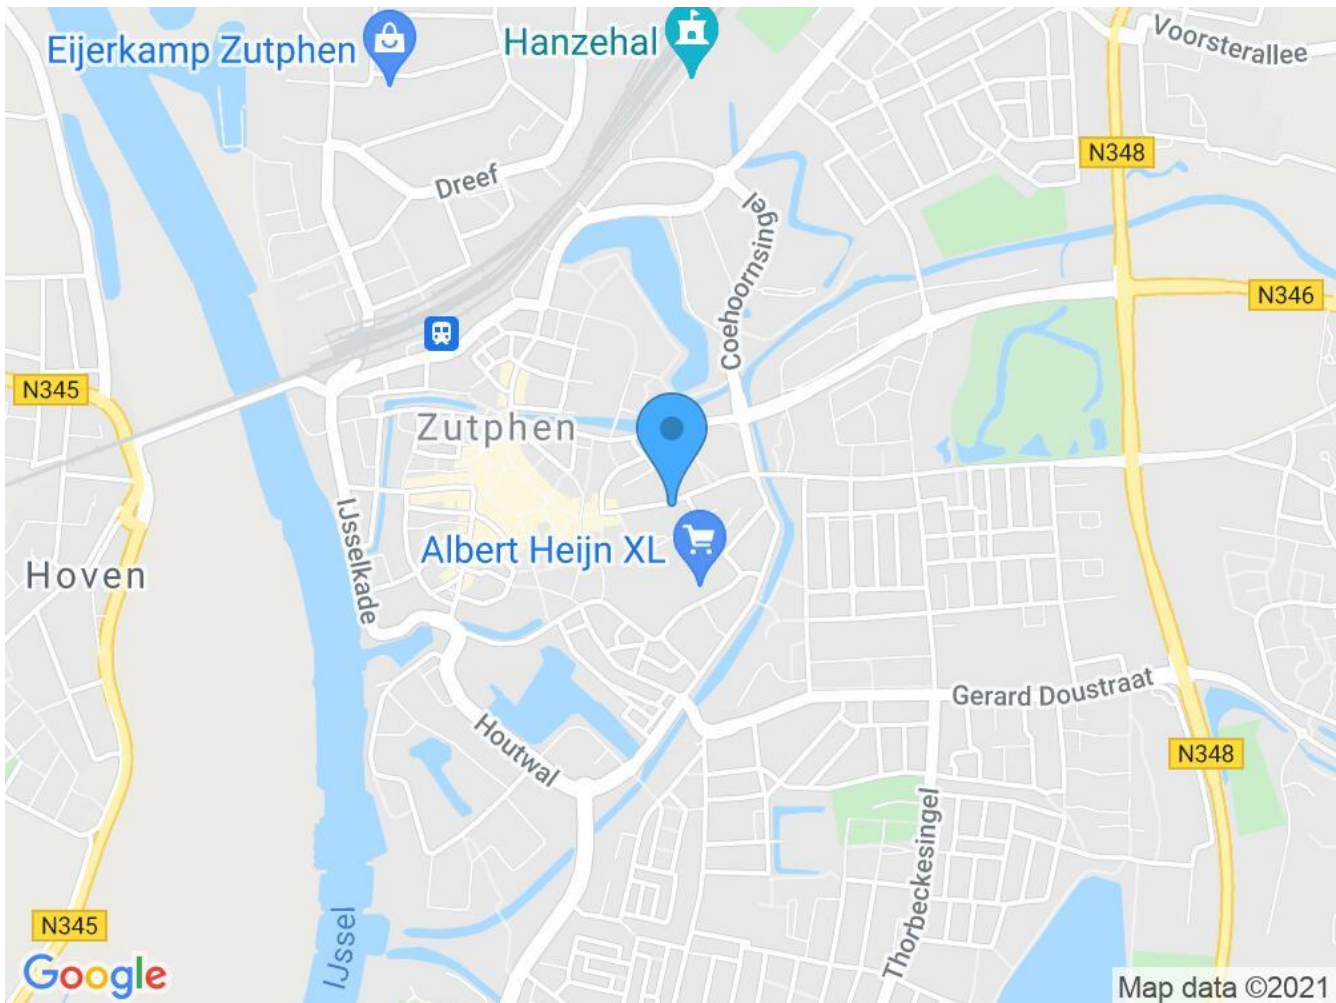 Eijerkamp Zutphen
Hanzehal
Voorsterallee
N348
Dreef
Coehoornsingel
N346
N345
Zutphen
IJsselkade
Albert Heijn XL
Hoven
Gerard Doustraat
Houtwal
N348
Thorbeckesingel
N345
IJssel
Google
Map data ©2021